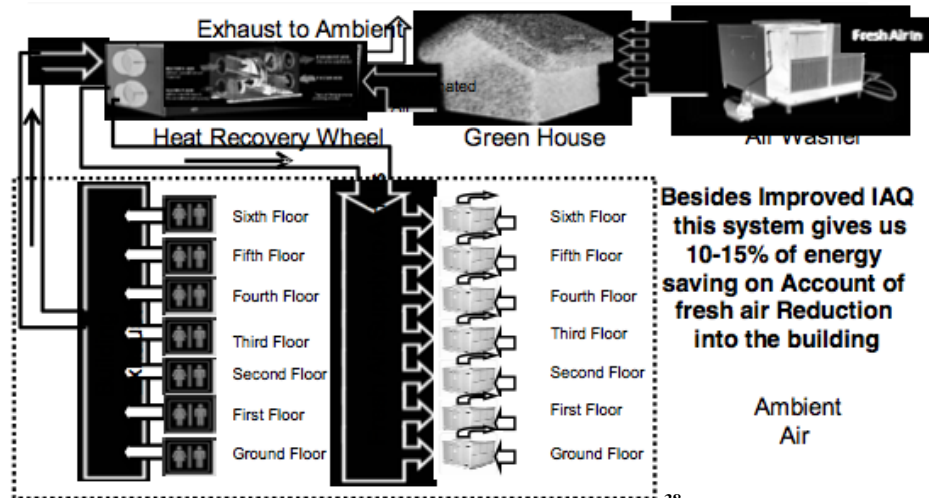 Exhaust to Ambient
Fresh Air In
Heat Recovery Wheel
Green House
Air Washer
Sixth Floor
Fifth Floor
Fourth Floor
Third Floor
Second Floor
First Floor
Ground Floor
Sixth Floor
Fifth Floor
Fourth Floor
Third Floor
Second Floor
First Floor
Ground Floor
Besides Improved IAQ
this system gives us
10-15% of energy
saving on Account of
fresh air Reduction
into the building
Ambient
Air